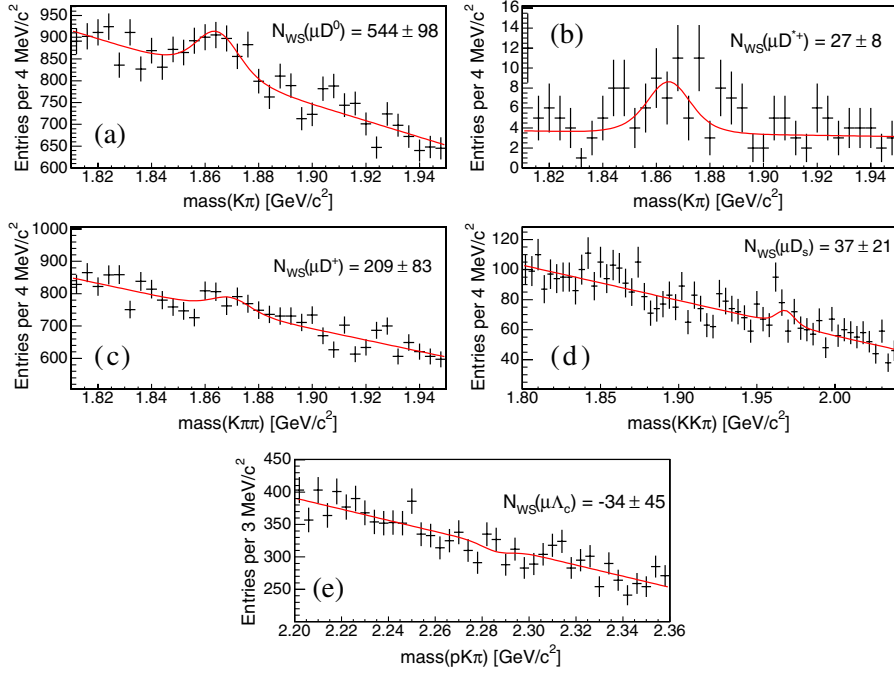 Entries per 4 MeV/c²
950
900
850
800
750
700
650
600
N_WS(μD⁰) = 544 ± 98
(a)
1.82 1.84 1.86 1.88 1.90 1.92 1.94
mass(Kπ) [GeV/c²]
Entries per 4 MeV/c²
16
14
12
10
8
6
4
2
0
(b)
N_WS(μD*⁺) = 27 ± 8
1.82 1.84 1.86 1.88 1.90 1.92 1.94
mass(Kπ) [GeV/c²]
Entries per 4 MeV/c²
1000
900
800
700
600
N_WS(μD⁺) = 209 ± 83
(c)
1.82 1.84 1.86 1.88 1.90 1.92 1.94
mass(Kππ) [GeV/c²]
Entries per 4 MeV/c²
120
100
80
60
40
N_WS(μD_s) = 37 ± 21
(d)
1.80 1.85 1.90 1.95 2.00
mass(KKπ) [GeV/c²]
Entries per 3 MeV/c²
450
400
350
300
250
N_WS(μΛ_c) = -34 ± 45
(e)
2.20 2.22 2.24 2.26 2.28 2.30 2.32 2.34 2.36
mass(pKπ) [GeV/c²]